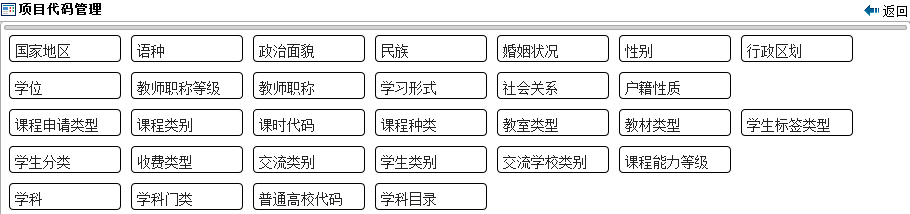 项目代码管理 返回
国家地区 语种 政治面貌 民族 婚姻状况 性别 行政区划
学位 教师职称等级 教师职称 学习形式 社会关系 户籍性质
课程申请类型 课程类别 课时代码 课程种类 教室类型 教材类型 学生标签类型
学生分类 收费类型 交流类别 学生类别 交流学校类别 课程能力等级
学科 学科门类 普通高校代码 学科目录